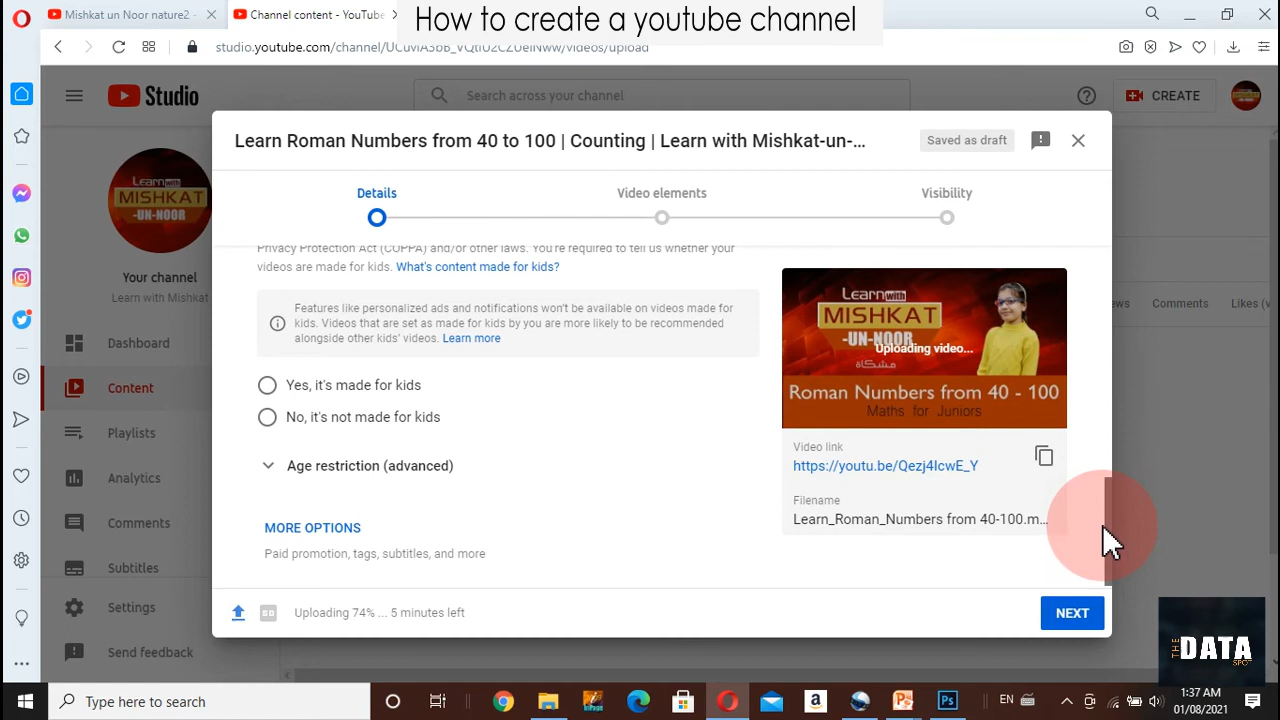 Mishkat un Noor nature2 -
Channel content - YouTube
How to create a youtube channel
Studio
Search across your channel
CREATE
Learn with
MISHKAT
-UN-NOOR
Your channel
Learn with Mishkat
Dashboard
Content
Playlists
Analytics
Comments
Subtitles
Settings
Send feedback
Comments
Likes (v
Learn Roman Numbers from 40 to 100 | Counting | Learn with Mishkat-un-...
Saved as draft
Details
Video elements
Visibility
Privacy Protection Act (COPPA) and/or other laws. You're required to tell us whether your
videos are made for kids. What's content made for kids?
Features like personalized ads and notifications won't be available on videos made for
kids. Videos that are set as made for kids by you are more likely to be recommended
alongside other kids' videos. Learn more
Yes, it's made for kids
No, it's not made for kids
Age restriction (advanced)
MORE OPTIONS
Paid promotion, tags, subtitles, and more
Learn with
MISHKAT
-UN-NOOR
Uploading video...
مشكاة
Roman Numbers from 40 - 100
Maths for Juniors
Video link
https://youtu.be/Qezj4IcwE_Y
Filename
Learn_Roman_Numbers from 40-100.m...
Uploading 74% ... 5 minutes left
NEXT
THE DATA SPOT
Type here to search
EN
1:37 AM
01/08/2021